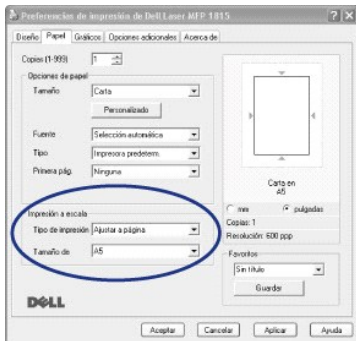 Preferencias de impresión de Dell Laser MFP 1815
Diseño Papel Gráficos Opciones adicionales Acerca de
Copias (1-999) 1
Opciones de papel
Tamaño Carta
Personalizado
Fuente Selección automática
Tipo Impresora predeterm.
Primera pág. Ninguna
Impresión a escala
Tipo de impresión Ajustar a página
Tamaño de A5
DELL
Carta en
A5
mm pulgadas
Copias: 1
Resolución: 600 ppp
Favoritos
Sin título
Guardar
Aceptar Cancelar Aplicar Ayuda